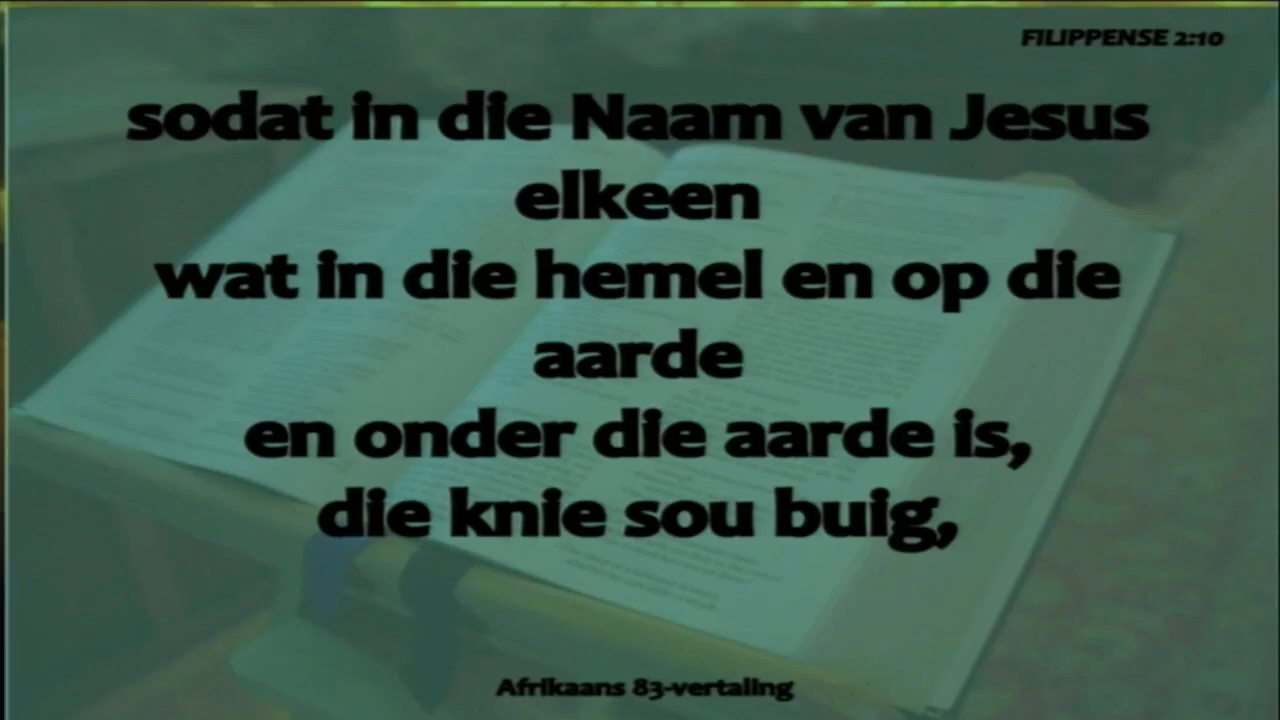 FILIPPENSE 2:10
sodat in die Naam van Jesus
elkeen
wat in die hemel en op die
aarde
en onder die aarde is,
die knie sou buig,
Afrikaans 83-vertaling